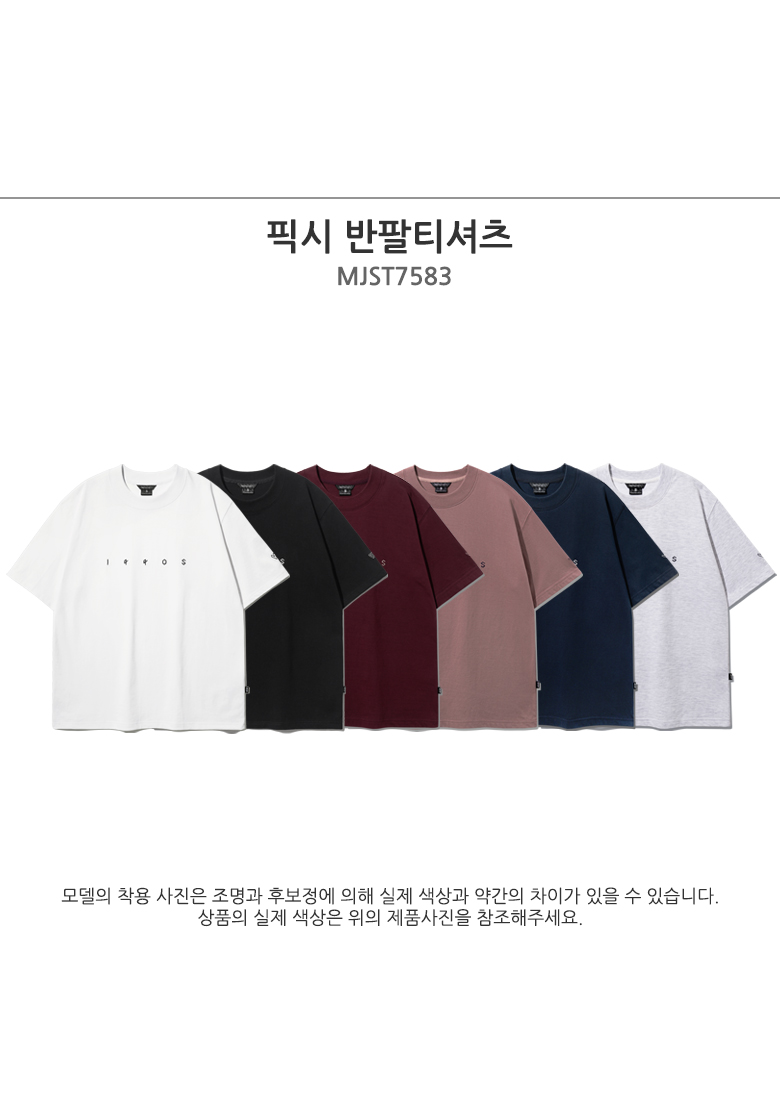 픽시 반팔티셔츠
MJST7583
모델의 착용 사진은 조명과 후보정에 의해 실제 색상과 약간의 차이가 있을 수 있습니다.
상품의 실제 색상은 위의 제품사진을 참조해주세요.